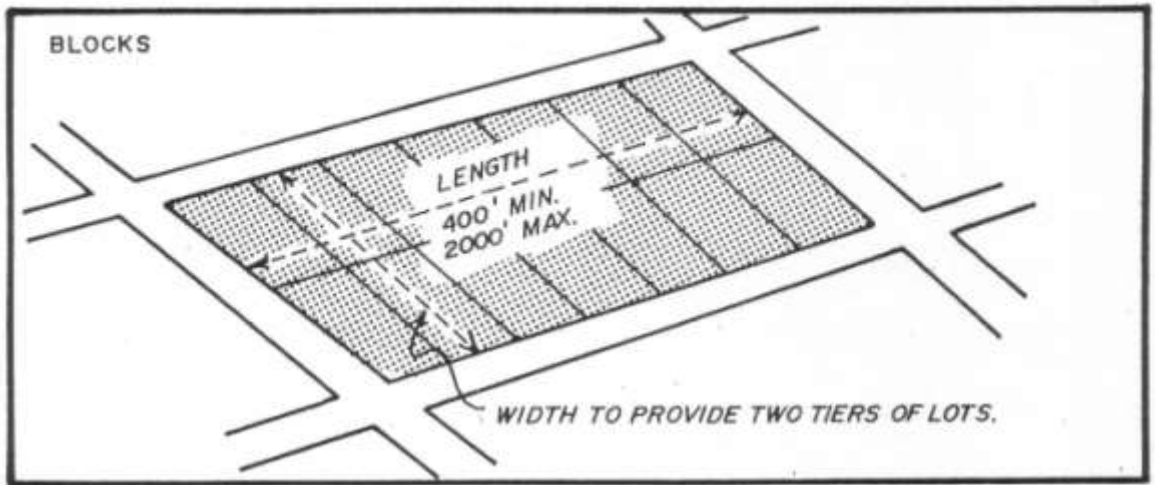 BLOCKS
LENGTH
400' MIN.
2000' MAX.
WIDTH TO PROVIDE TWO TIERS OF LOTS.